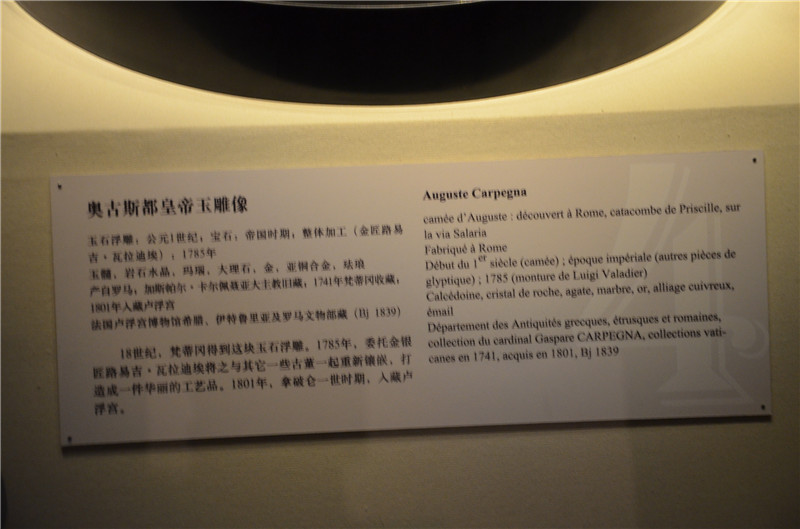 奥古斯都皇帝玉雕像
玉石浮雕，公元1世纪；宝石，帝国时期；整体加工（金匠路易
吉·瓦拉迪埃），1785年
玉髓、岩石水晶、玛瑙、大理石、金、亚铜合金、珐琅
产自罗马，加斯帕尔·卡尔佩聂亚大主教旧藏，1741年梵蒂冈收藏，
1801年入藏卢浮宫
法国卢浮宫博物馆希腊、伊特鲁里亚及罗马文物部藏（Bj 1839）
18世纪，梵蒂冈得到这块玉石浮雕。1785年，委托金银
匠路易吉·瓦拉迪埃将之与其它一些古董一起重新镶嵌，打
造成一件华丽的工艺品。1801年，拿破仑一世时期，入藏卢
浮宫。
Auguste Carpegna
camée d'Auguste : découvert à Rome, catacombe de Priscille, sur
la via Salaria
Fabriqué à Rome
Début du 1er siècle (camée) ; époque impériale (autres pièces de
glyptique) ; 1785 (monture de Luigi Valadier)
Calcédoine, cristal de roche, agate, marbre, or, alliage cuivreux,
émail
Département des Antiquités grecques, étrusques et romaines,
collection du cardinal Gaspare CARPEGNA, collections vati-
canes en 1741, acquis en 1801, Bj 1839